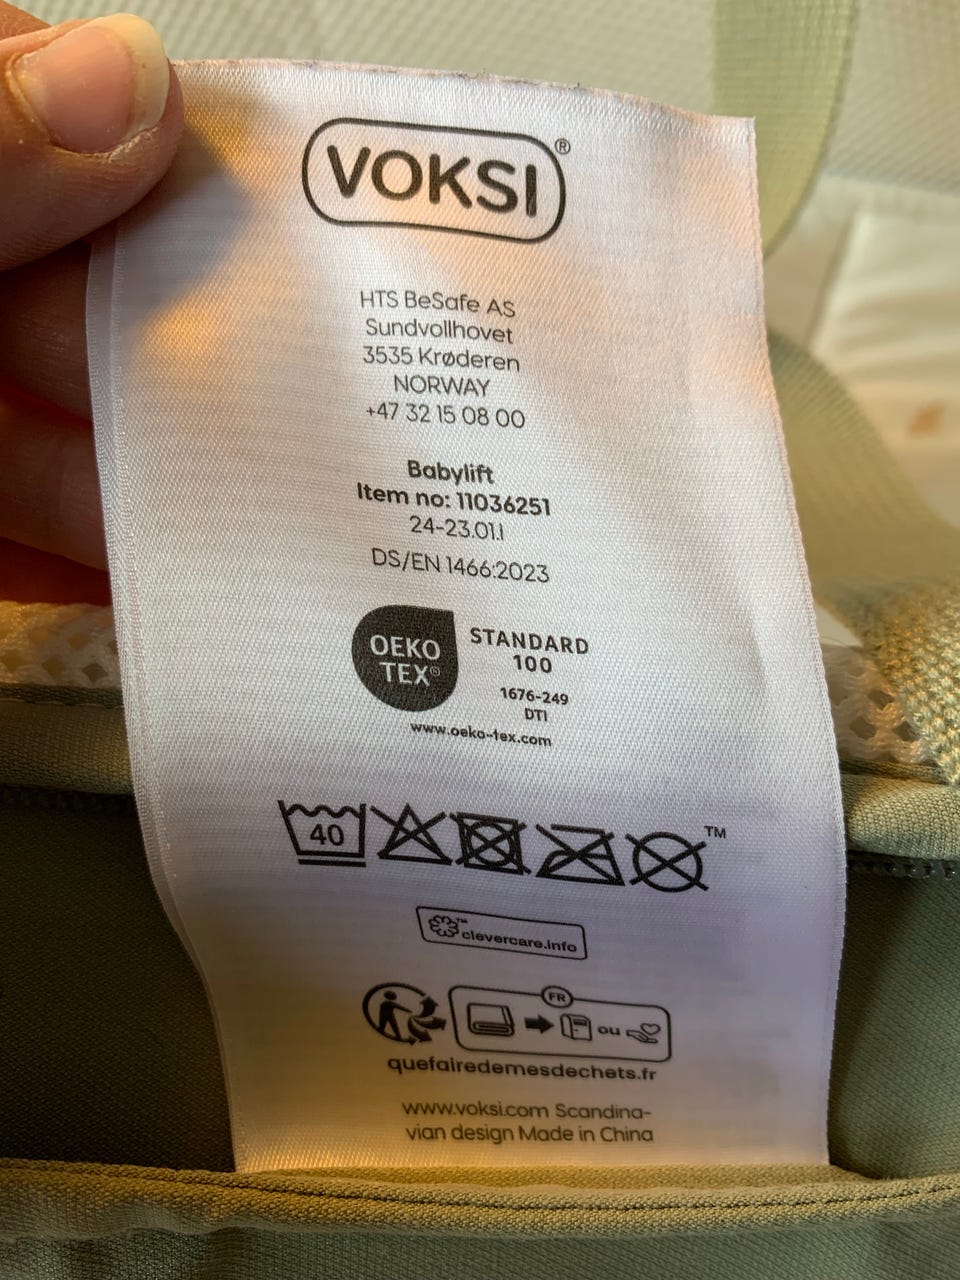 VOKSI®
HTS BeSafe AS
Sundvollhovet
3535 Krøderen
NORWAY
+47 32 15 08 00
Babylift
Item no: 11036251
24-23.01.1
DS/EN 1466:2023
OEKO
TEX®
STANDARD
100
1676-249
DTI
www.oeko-tex.com
40
TM
TM
clevercare.info
FR
ou
quefairedemesdechets.fr
www.voksi.com Scandina-
vian design Made in China